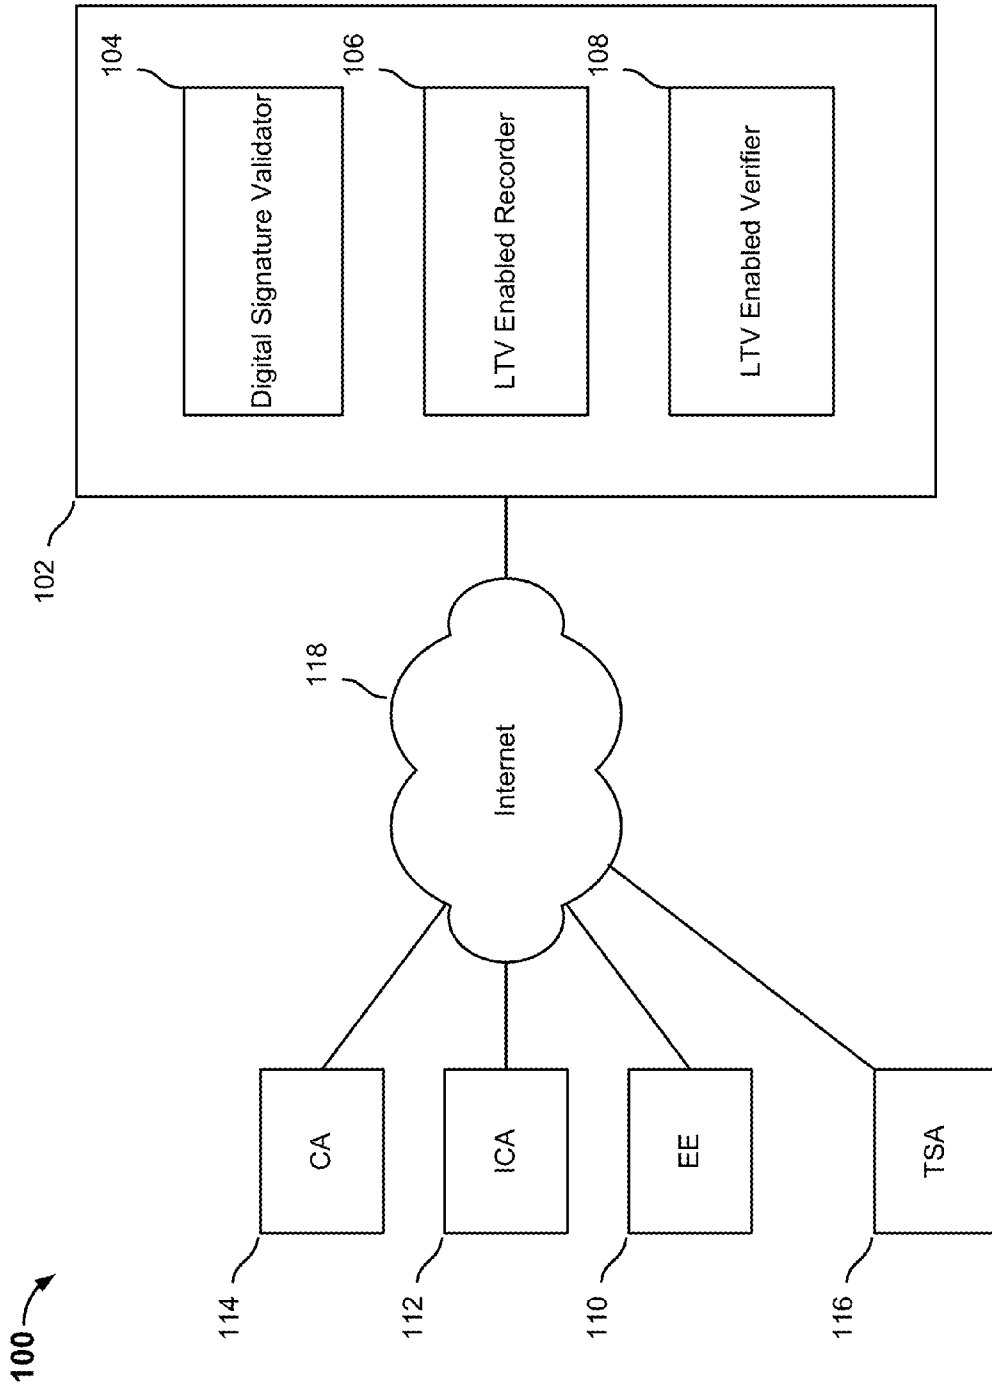 100
114
CA
112
ICA
110
EE
116
TSA
118
Internet
102
104
Digital Signature Validator
106
LTV Enabled Recorder
108
LTV Enabled Verifier